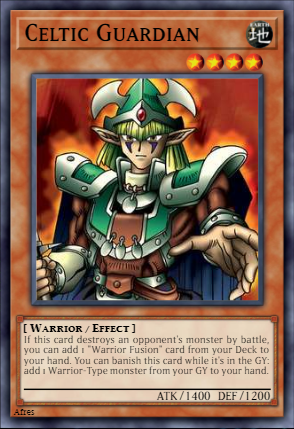 CELTIC GUARDIAN
EARTH
地
[ WARRIOR / EFFECT ]
If this card destroys an opponent's monster by battle,
you can add 1 "Warrior Fusion" card from your Deck to
your hand. You can banish this card while it's in the GY:
add 1 Warrior-Type monster from your GY to your hand.
ATK/1400 DEF/1200
Afres